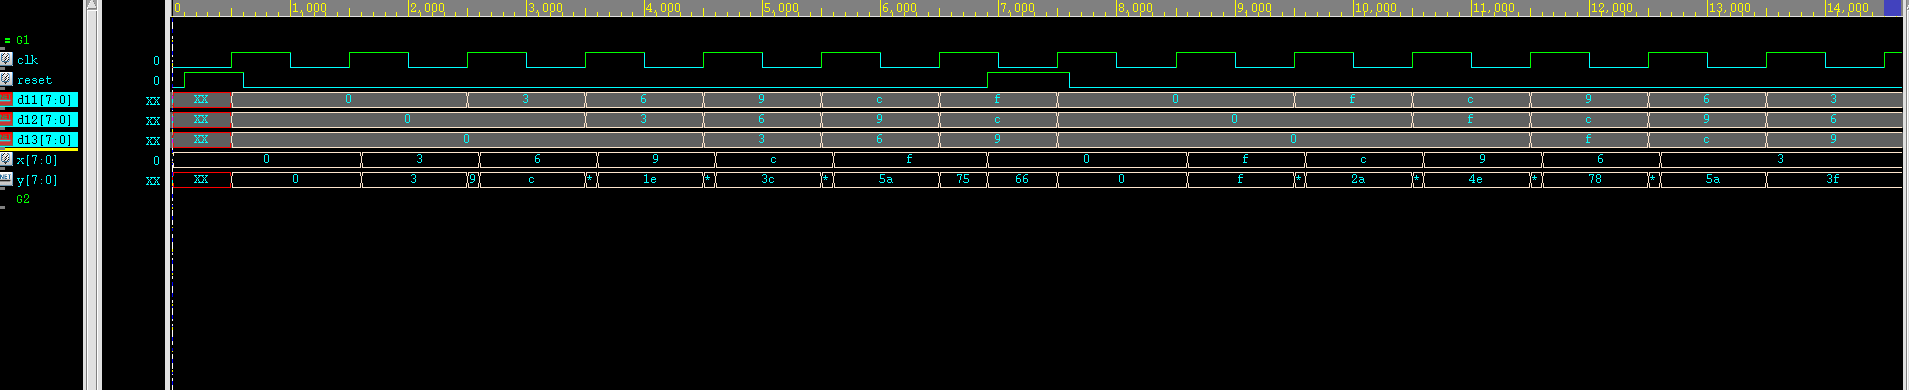 0 1,000 2,000 3,000 4,000 5,000 6,000 7,000 8,000 9,000 10,000 11,000 12,000 13,000 14,000
= G1
clk 0
reset 0
d11[7:0] XX XX 0 3 6 9 c f 0 f c 9 6 3
d12[7:0] XX XX 0 3 6 9 c 0 f c 9 6
d13[7:0] XX XX 0 3 6 9 0 f c 9
x[7:0] 0 0 3 6 9 c f 0 f c 9 6 3
y[7:0] XX XX 0 3 9 c * 1e * 3c * 5a 75 66 0 f * 2a * 4e * 78 * 5a 3f
G2